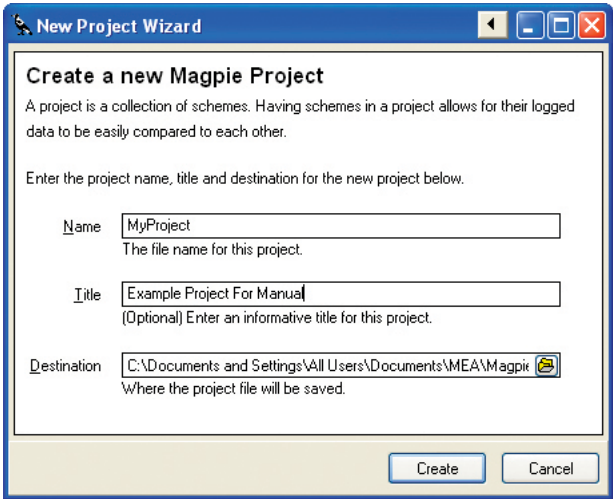 New Project Wizard
Create a new Magpie Project
A project is a collection of schemes. Having schemes in a project allows for their logged
data to be easily compared to each other.
Enter the project name, title and destination for the new project below.
Name MyProject
The file name for this project.
Title Example Project For Manual
(Optional) Enter an informative title for this project.
Destination C:\Documents and Settings\All Users\Documents\MEA\Magpie
Where the project file will be saved.
Create Cancel